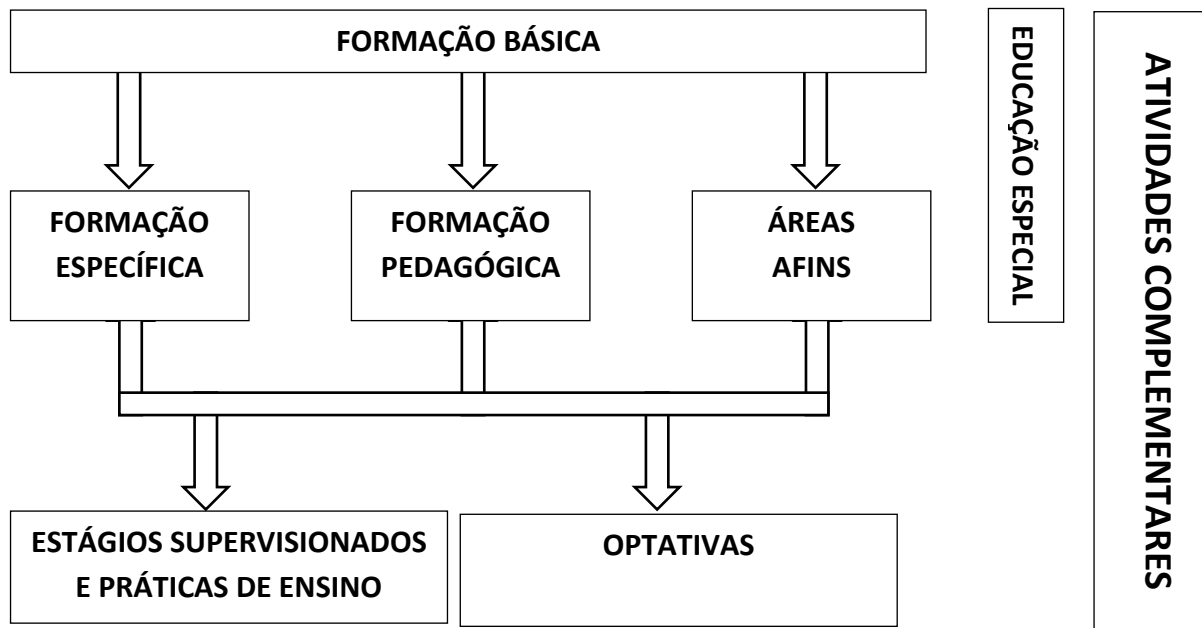 FORMAÇÃO BÁSICA
FORMAÇÃO
ESPECÍFICA
FORMAÇÃO
PEDAGÓGICA
ÁREAS
AFINS
ESTÁGIOS SUPERVISIONADOS
E PRÁTICAS DE ENSINO
OPTATIVAS
EDUCAÇÃO ESPECIAL
ATIVIDADES COMPLEMENTARES